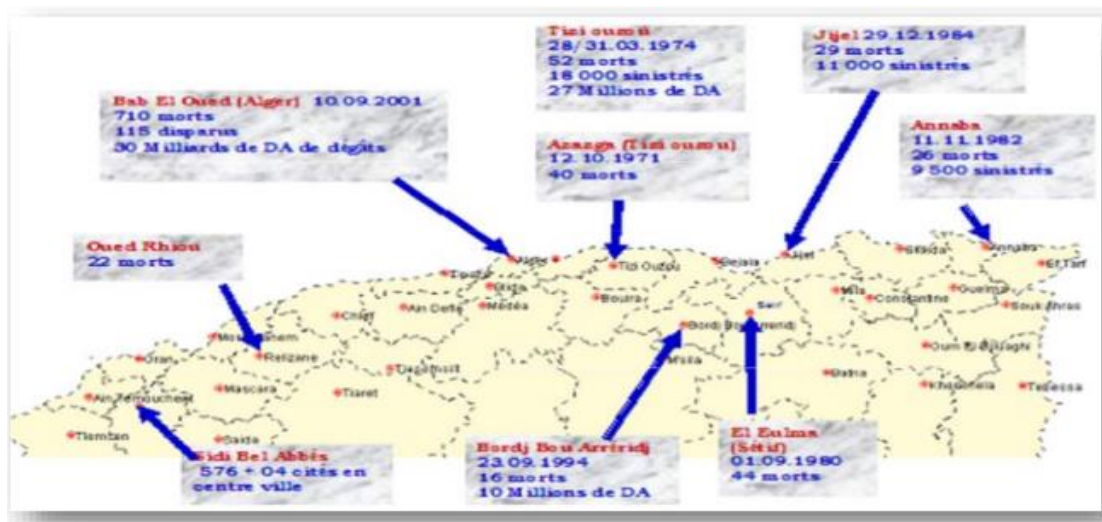 Tizi ouzou
28/31.03.1974
52 morts
18 000 sinistrés
27 Millions de DA
Jijel 29.12.1984
29 morts
11 000 sinistrés
Bab El Oued (Alger) 10.09.2001
710 morts
115 disparus
30 Milliards de DA de dégâts
Azazga (Tizi ouzou)
12.10.1971
40 morts
Annaba
11.11.1982
26 morts
9 500 sinistrés
Oued Rhiou
22 morts
Alger
Tizi Ouzou
Bejaia
Jijel
Skikda
Annaba
El Tarf
Tipaza
Blida
Bouira
Setif
Mila
Constantine
Guelma
Souk Ahras
Chlef
Ain Defla
Médéa
Bordj Bou Arreridj
Mostaganem
Oran
Relizane
M'sila
Oum El Bouaghi
Tissemsilt
Batna
Khenchela
Tebessa
Ain Temouchent
Mascara
Tiaret
Tlemcen
Saida
Sidi Bel Abbés
576 + 04 cités en
centre ville
Bordj Bou Arréridj
23.09.1994
16 morts
10 Millions de DA
El Eulma
(Sétif)
01.09.1980
44 morts